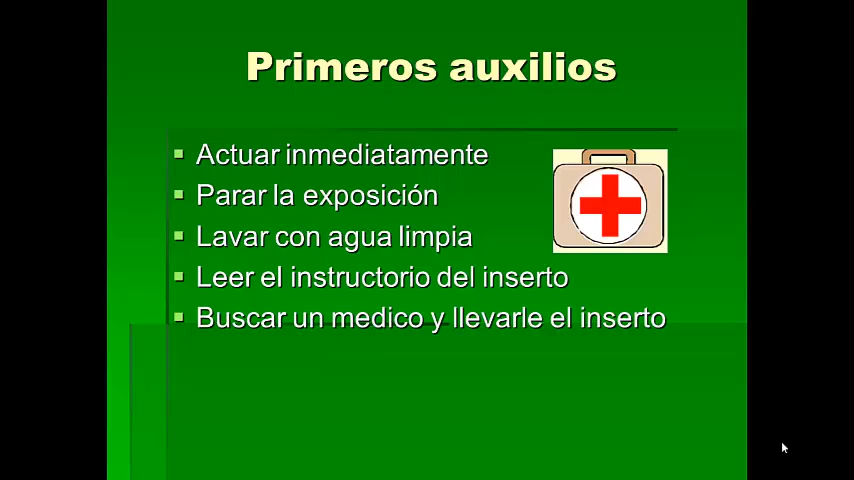 Primeros auxilios
Actuar inmediatamente
Parar la exposición
Lavar con agua limpia
Leer el instructorio del inserto
Buscar un medico y llevarle el inserto